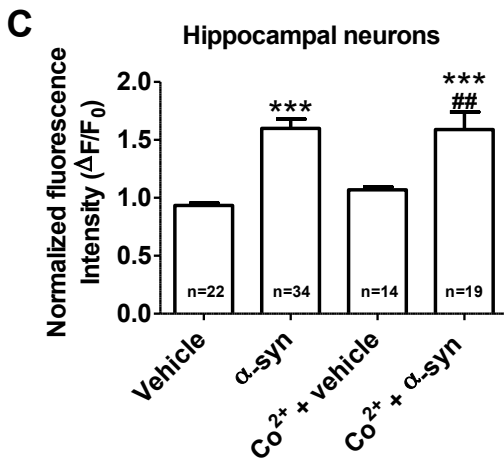 C
Hippocampal neurons
Normalized fluorescence
Intensity (ΔF/F₀)
2.0
1.5
1.0
0.5
0.0
***
***
##
n=22
n=34
n=14
n=19
Vehicle
α-syn
Co²⁺ + vehicle
Co²⁺ + α-syn